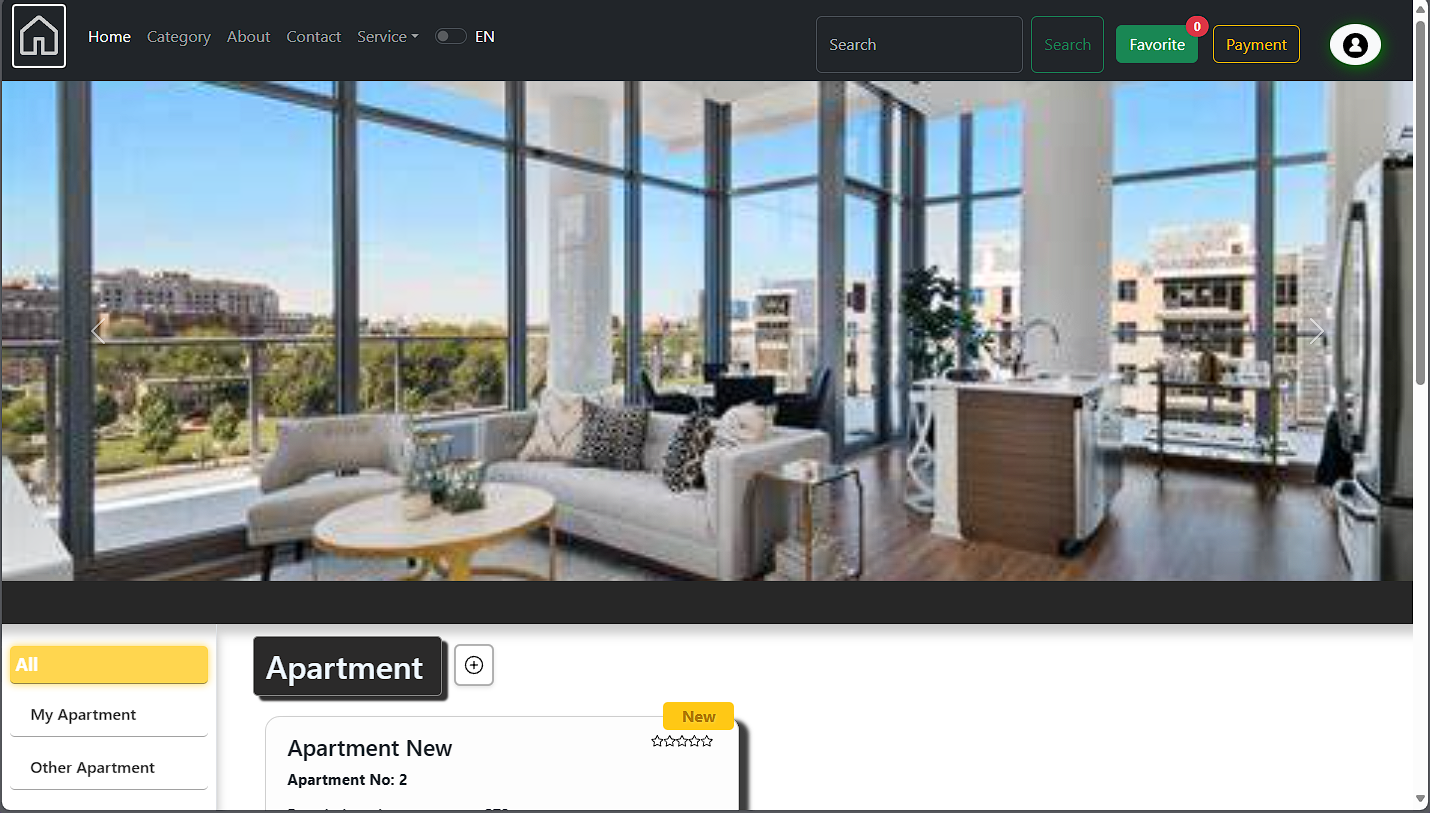 Home Category About Contact Service EN Search Search Favorite 0 Payment
All
My Apartment
Other Apartment
Apartment
New
Apartment New
Apartment No: 2